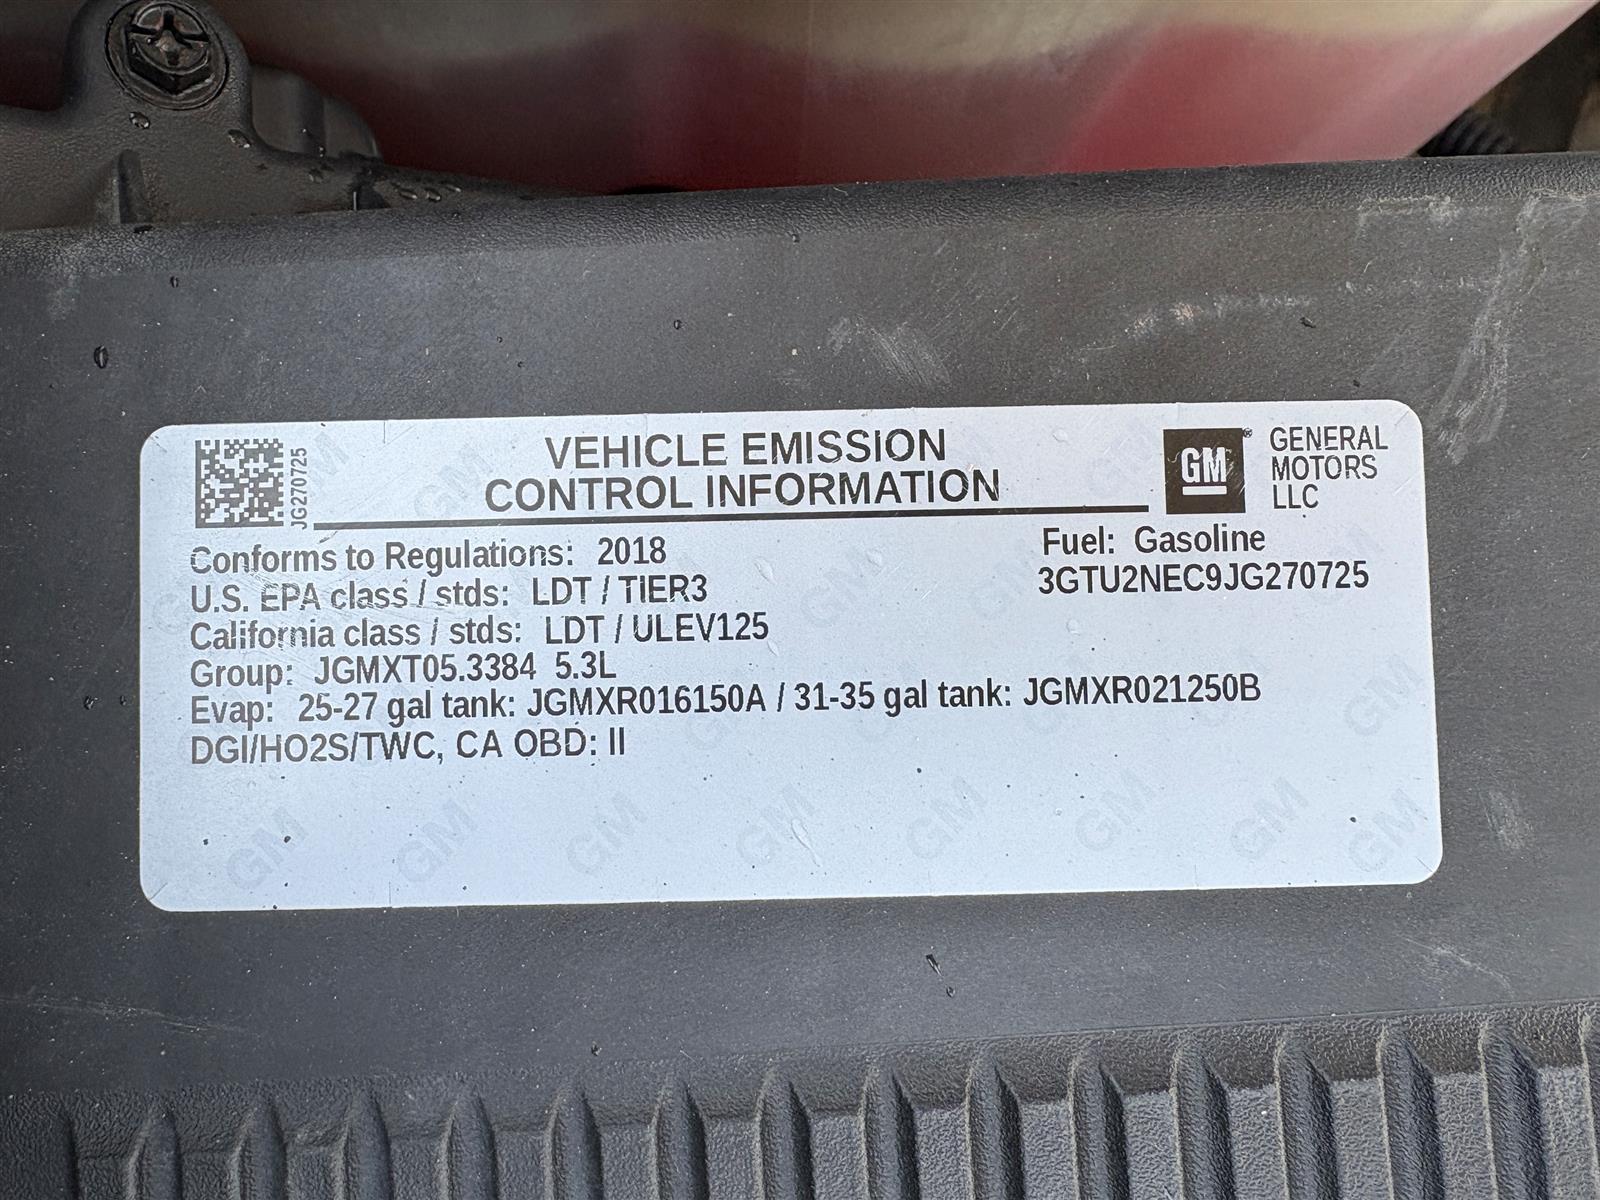 JG270725
VEHICLE EMISSION
CONTROL INFORMATION
GM
GENERAL
MOTORS
LLC
Conforms to Regulations: 2018
Fuel: Gasoline
U.S. EPA class / stds: LDT / TIER3
3GTU2NEC9JG270725
California class / stds: LDT / ULEV125
Group: JGMXT05.3384 5.3L
Evap: 25-27 gal tank: JGMXR016150A / 31-35 gal tank: JGMXR021250B
DGI/HO2S/TWC, CA OBD: II